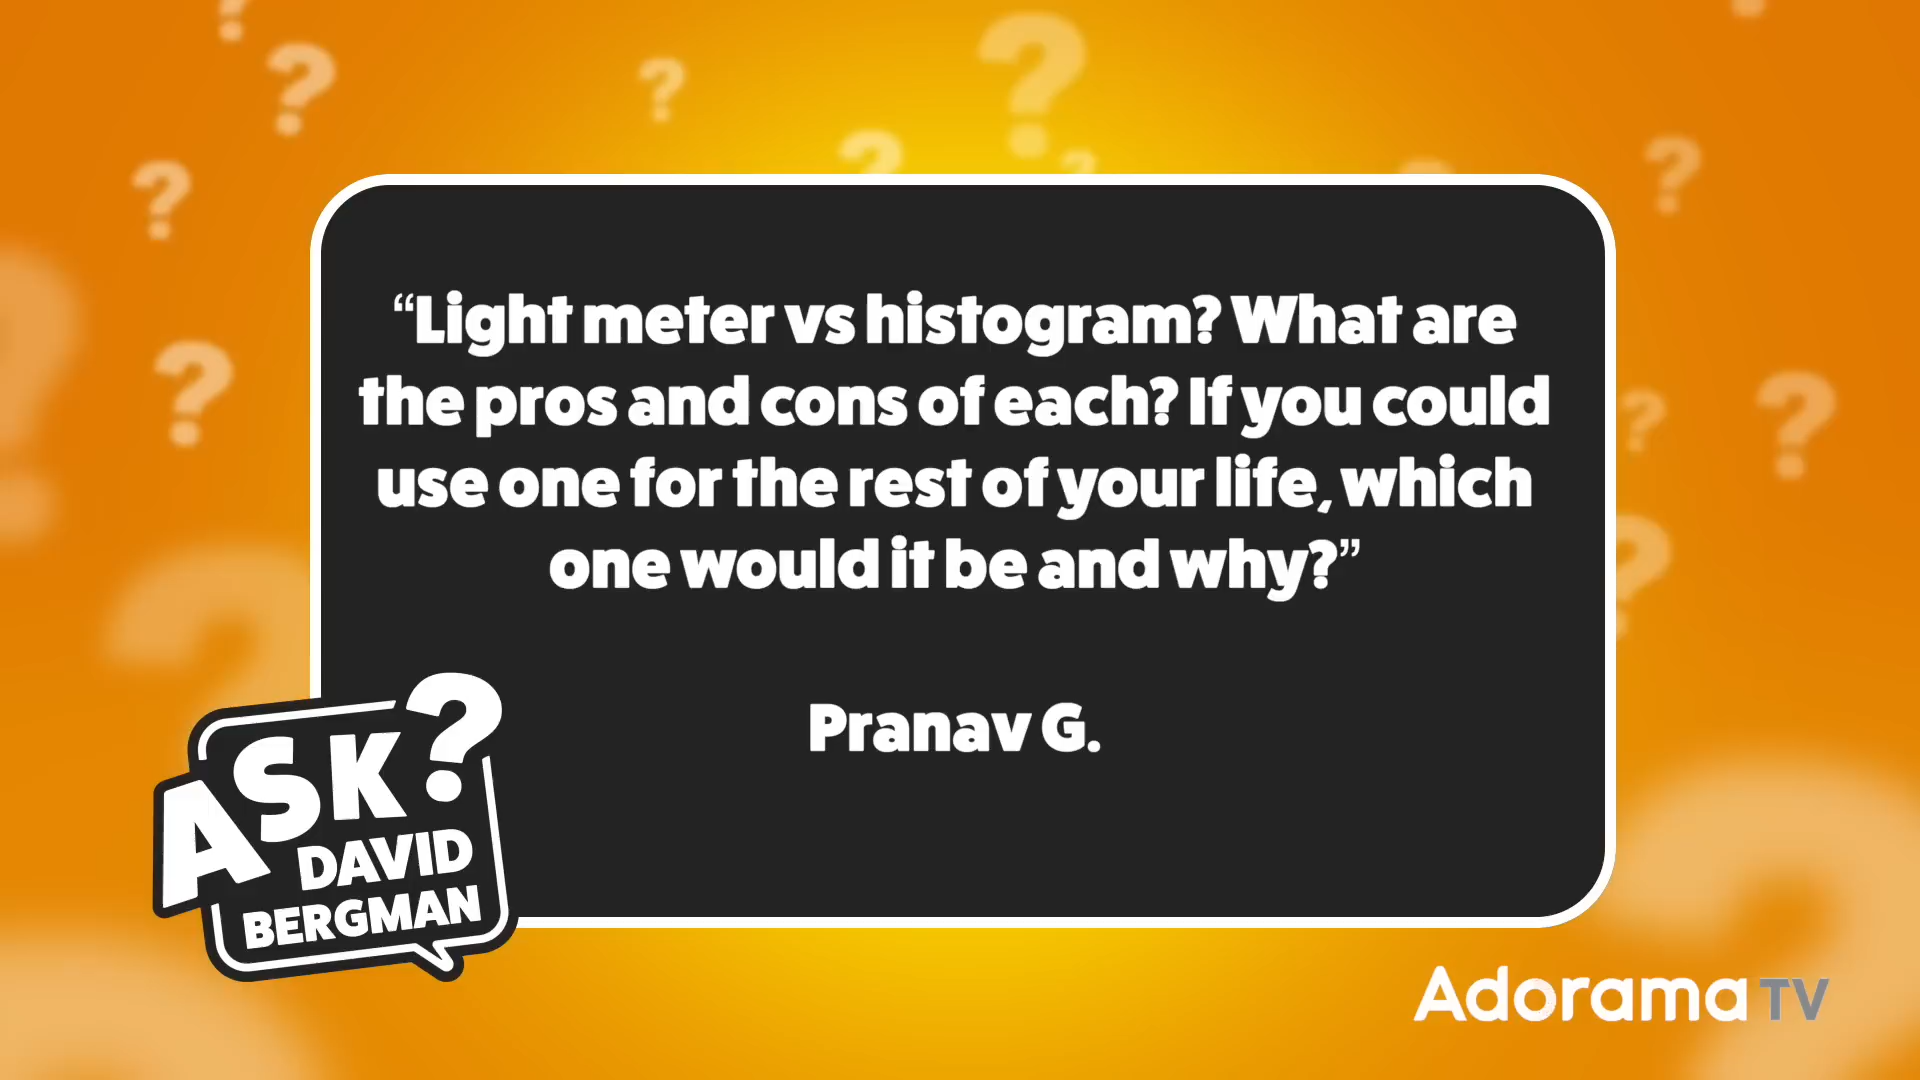 “Light meter vs histogram? What are
the pros and cons of each? If you could
use one for the rest of your life, which
one would it be and why?”
Pranav G.
ASK?
DAVID
BERGMAN
Adorama TV